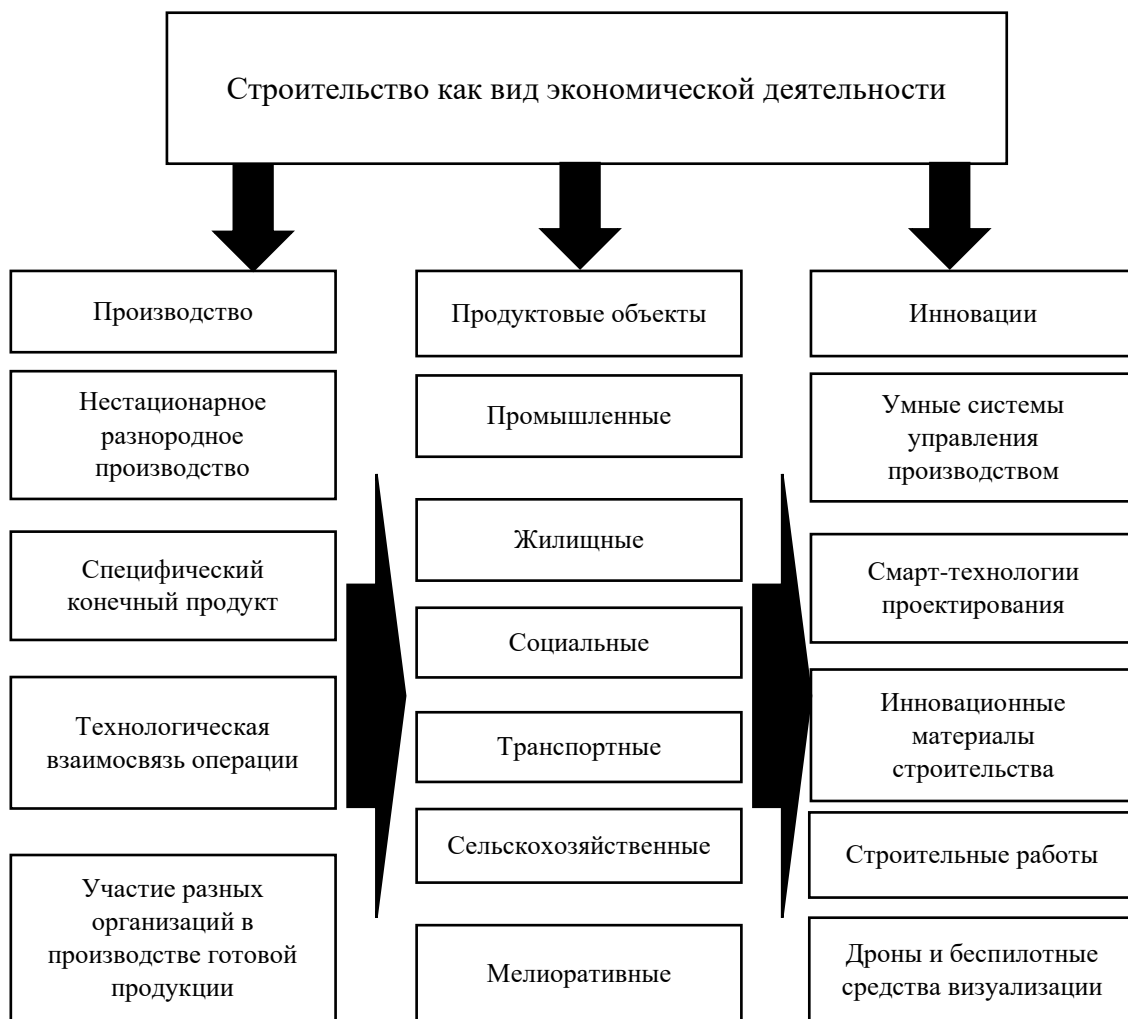 Строительство как вид экономической деятельности
Производство
Нестационарное
разнородное
производство
Специфический
конечный продукт
Технологическая
взаимосвязь операции
Участие разных
организаций в
производстве готовой
продукции
Продуктовые объекты
Промышленные
Жилищные
Социальные
Транспортные
Сельскохозяйственные
Мелиоративные
Инновации
Умные системы
управления
производством
Смарт-технологии
проектирования
Инновационные
материалы
строительства
Строительные работы
Дроны и беспилотные
средства визуализации